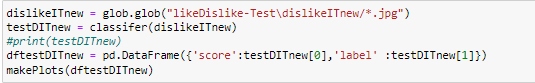 dislikeITnew = glob.glob("likeDislike-Test\dislikeITnew/*.jpg")
testDITnew = classifer(dislikeITnew)
#print(testDITnew)
dftestDITnew = pd.DataFrame({'score':testDITnew[0],'label' :testDITnew[1]})
makePlots(dftestDITnew)